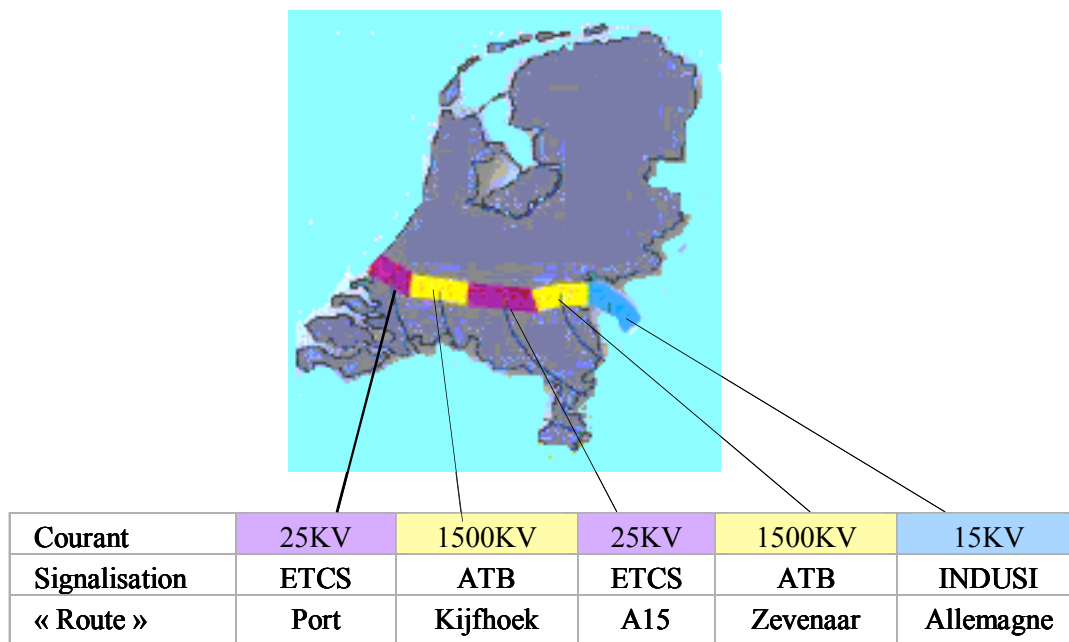 Courant 25KV 1500KV 25KV 1500KV 15KV
Signalisation ETCS ATB ETCS ATB INDUSI
« Route » Port Kijfhoek A15 Zevenaar Allemagne